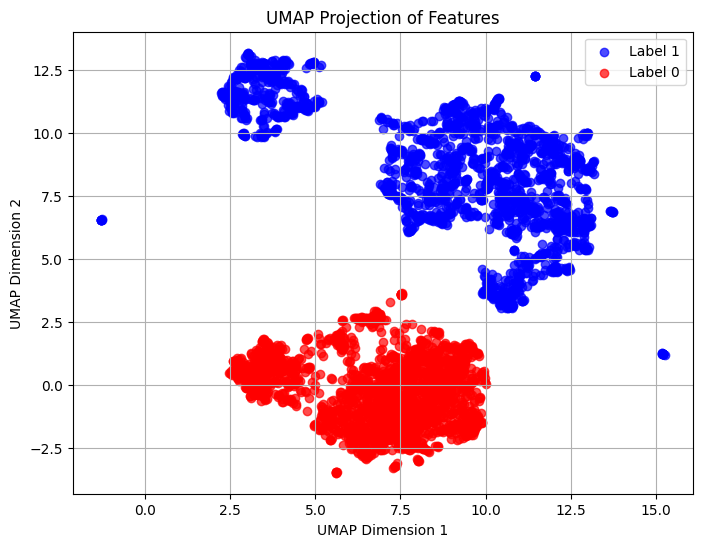 UMAP Projection of Features
Label 1
Label 0
UMAP Dimension 2
12.5
10.0
7.5
5.0
2.5
0.0
−2.5
0.0 2.5 5.0 7.5 10.0 12.5 15.0
UMAP Dimension 1